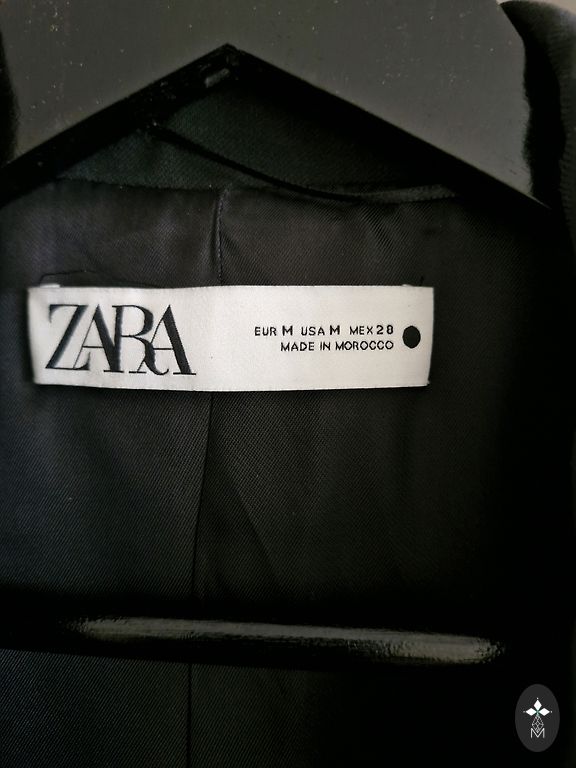 ZARA
EUR M USA M MEX 28
MADE IN MOROCCO
M